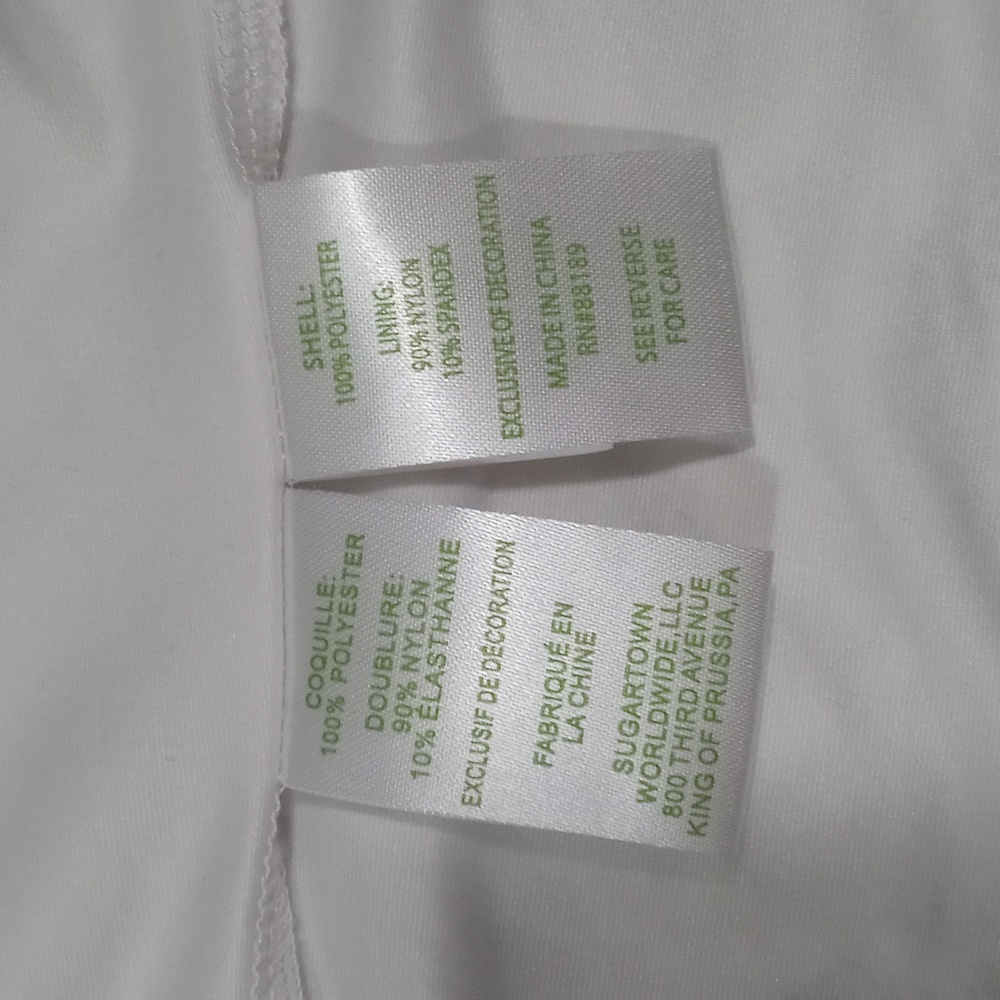 SHELL:
100% POLYESTER
LINING:
90% NYLON
10% SPANDEX
EXCLUSIVE OF DECORATION
MADE IN CHINA
RN#88189
SEE REVERSE
FOR CARE
COQUILLE:
100% POLYESTER
DOUBLURE:
90% NYLON
10% ÉLASTHANNE
EXCLUSIF DE DÉCORATION
FABRIQUÉ EN
LA CHINE
SUGARTOWN
WORLDWIDE, LLC
800 THIRD AVENUE
KING OF PRUSSIA, PA